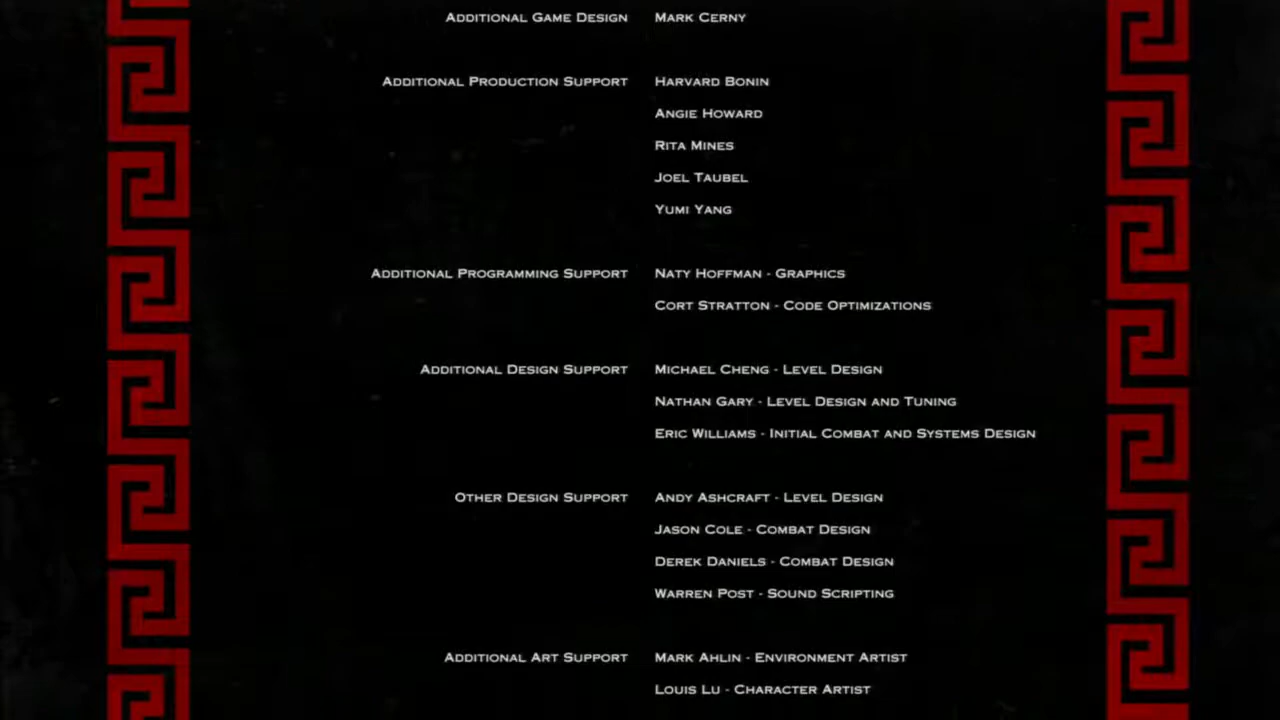 Additional Game Design Mark Cerny
Additional Production Support Harvard Bonin
Angie Howard
Rita Mines
Joel Taubel
Yumi Yang
Additional Programming Support Naty Hoffman - Graphics
Cort Stratton - Code Optimizations
Additional Design Support Michael Cheng - Level Design
Nathan Gary - Level Design and Tuning
Eric Williams - Initial Combat and Systems Design
Other Design Support Andy Ashcraft - Level Design
Jason Cole - Combat Design
Derek Daniels - Combat Design
Warren Post - Sound Scripting
Additional Art Support Mark Ahlin - Environment Artist
Louis Lu - Character Artist